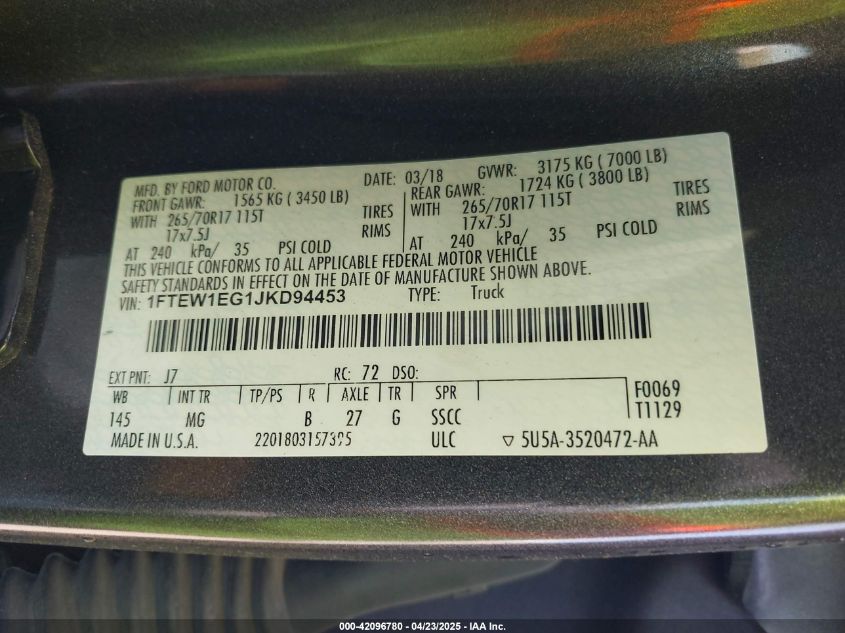 MFD. BY FORD MOTOR CO. DATE: 03/18 GVWR: 3175 KG ( 7000 LB)
FRONT GAWR: 1565 KG ( 3450 LB) REAR GAWR: 1724 KG ( 3800 LB)
WITH 265/70R17 115T TIRES WITH 265/70R17 115T TIRES
17x7.5J RIMS 17x7.5J RIMS
AT 240 kPa/ 35 PSI COLD AT 240 kPa/ 35 PSI COLD
THIS VEHICLE CONFORMS TO ALL APPLICABLE FEDERAL MOTOR VEHICLE
SAFETY STANDARDS IN EFFECT ON THE DATE OF MANUFACTURE SHOWN ABOVE.
VIN: 1FTEW1EG1JKD94453 TYPE: Truck
EXT PNT: J7 RC: 72 DSO:
WB INT TR TP/PS R AXLE TR SPR F0069
145 MG B 27 G SSCC T1129
MADE IN U.S.A. 2201803157395 ULC ▽ 5U5A-3520472-AA
000-42096780 - 04/23/2025 - IAA Inc.